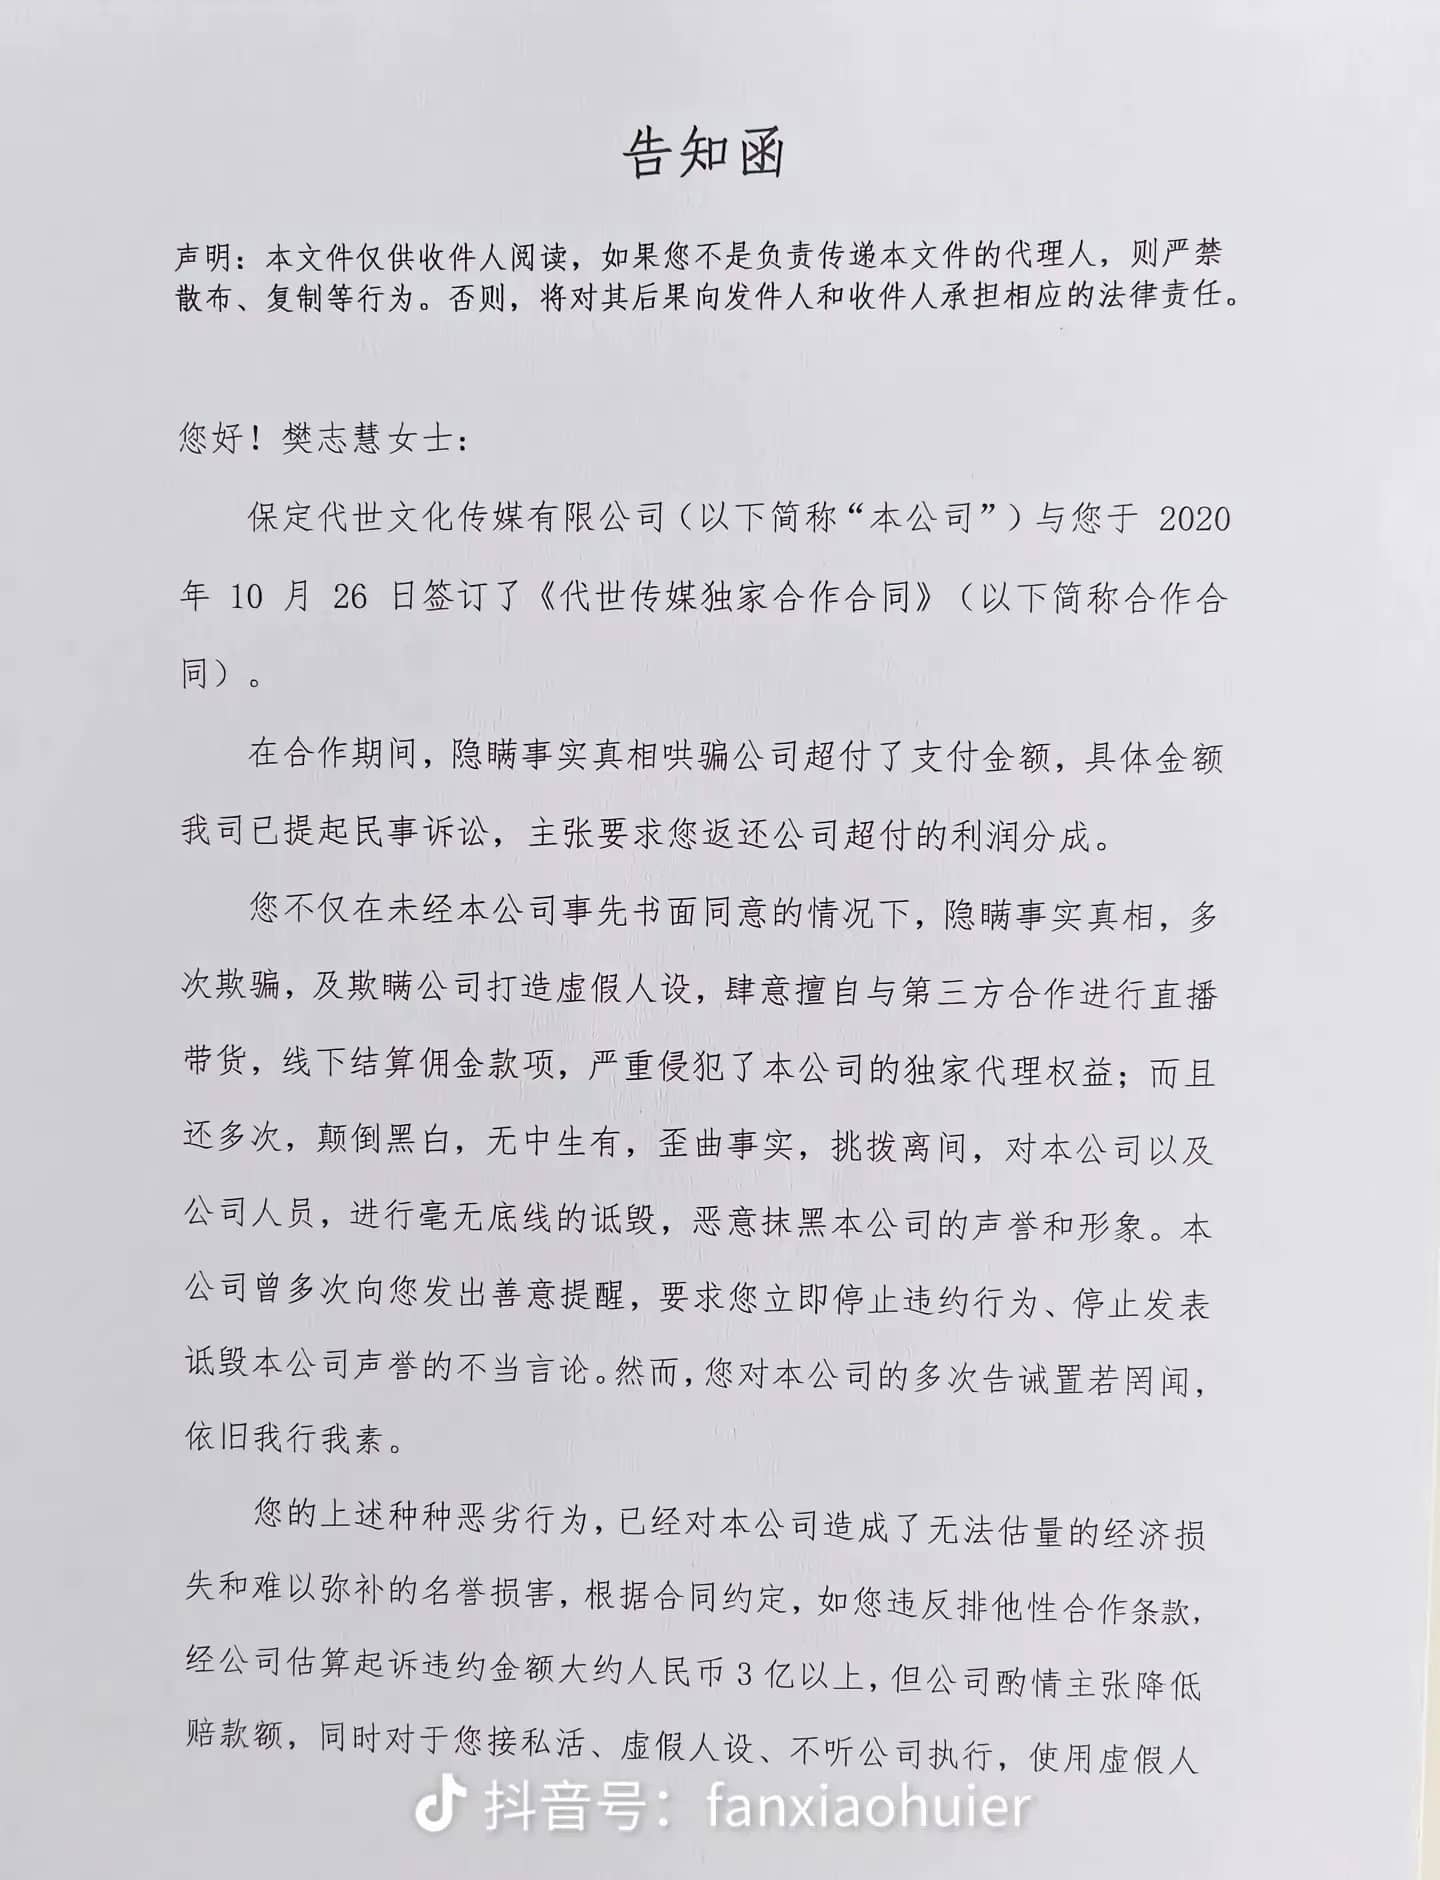 告知函
声明：本文件仅供收件人阅读，如果您不是负责传递本文件的代理人，则严禁
散布、复制等行为。否则，将对其后果向发件人和收件人承担相应的法律责任。
您好！樊志慧女士：
保定代世文化传媒有限公司（以下简称“本公司”）与您于 2020
年 10 月 26 日签订了《代世传媒独家合作合同》（以下简称合作合
同）。
在合作期间，隐瞒事实真相哄骗公司超付了支付金额，具体金额
我司已提起民事诉讼，主张要求您返还公司超付的利润分成。
您不仅在未经本公司事先书面同意的情况下，隐瞒事实真相，多
次欺骗，及欺瞒公司打造虚假人设，肆意擅自与第三方合作进行直播
带货，线下结算佣金款项，严重侵犯了本公司的独家代理权益；而且
还多次，颠倒黑白，无中生有，歪曲事实，挑拨离间，对本公司以及
公司人员，进行毫无底线的诋毁，恶意抹黑本公司的声誉和形象。本
公司曾多次向您发出善意提醒，要求您立即停止违约行为、停止发表
诋毁本公司声誉的不当言论。然而，您对本公司的多次告诫置若罔闻，
依旧我行我素。
您的上述种种恶劣行为，已经对本公司造成了无法估量的经济损
失和难以弥补的名誉损害，根据合同约定，如您违反排他性合作条款，
经公司估算起诉违约金额大约人民币 3 亿以上，但公司酌情主张降低
赔款额，同时对于您接私活、虚假人设、不听公司执行，使用虚假人
抖音号：fanxiaohuier